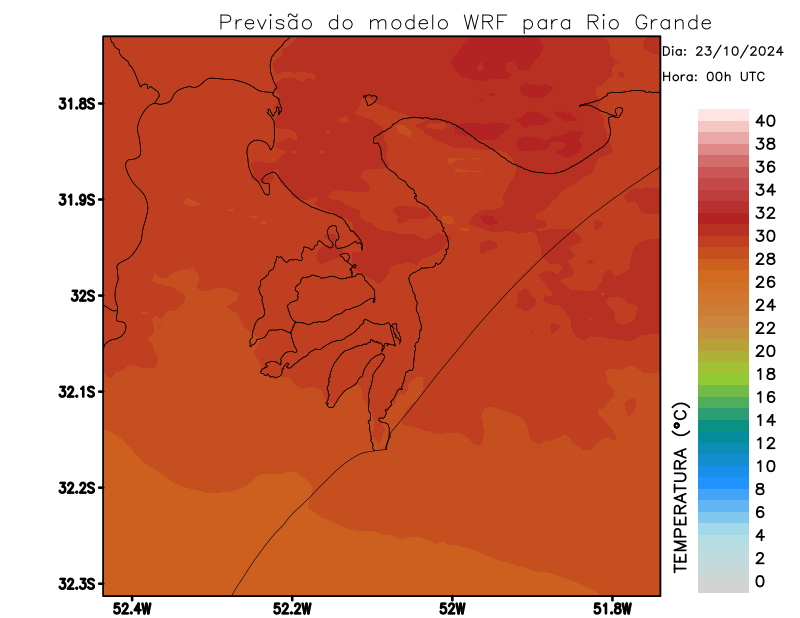 Previsão do modelo WRF para Rio Grande
Dia: 23/10/2024
Hora: 00h UTC
31.8S
31.9S
32S
32.1S
32.2S
32.3S
52.4W
52.2W
52W
51.8W
TEMPERATURA (°C)
40
38
36
34
32
30
28
26
24
22
20
18
16
14
12
10
8
6
4
2
0